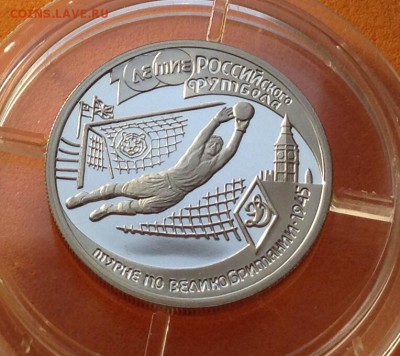 COINS.LAVE.RU
100
ЛЕТИЕ РОССИЙСКОГО
ФУТБОЛА
Д
ТУРНЕ ПО ВЕЛИКОБРИТАНИИ·1945